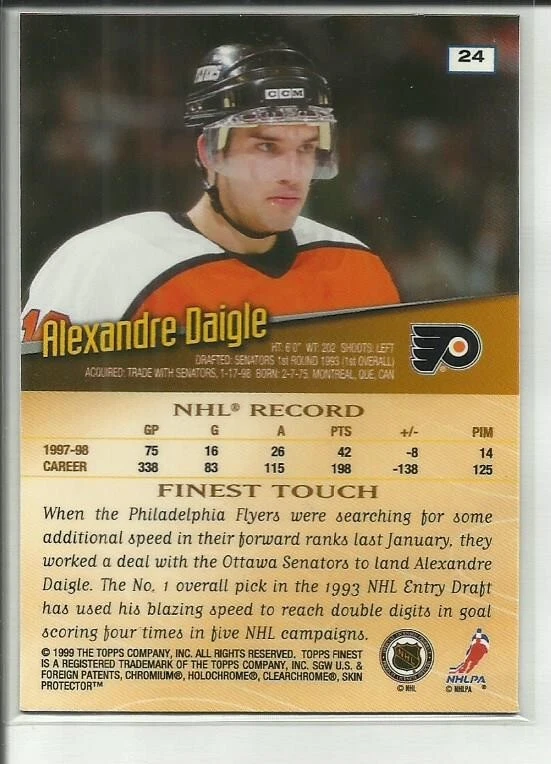 24
CCM
Alexandre Daigle
HT: 6'0" WT: 202 SHOOTS: LEFT
DRAFTED: SENATORS 1st ROUND 1993 (1st OVERALL)
ACQUIRED: TRADE WITH SENATORS, 1-17-98 BORN: 2-7-75, MONTREAL, QUE, CAN
NHL® RECORD
GP G A PTS +/- PIM
1997-98 75 16 26 42 -8 14
CAREER 338 83 115 198 -138 125
FINEST TOUCH
When the Philadelphia Flyers were searching for some
additional speed in their forward ranks last January, they
worked a deal with the Ottawa Senators to land Alexandre
Daigle. The No. 1 overall pick in the 1993 NHL Entry Draft
has used his blazing speed to reach double digits in goal
scoring four times in five NHL campaigns.
© 1999 THE TOPPS COMPANY, INC. ALL RIGHTS RESERVED. TOPPS FINEST
IS A REGISTERED TRADEMARK OF THE TOPPS COMPANY, INC. SGW U.S. &
FOREIGN PATENTS, CHROMIUM®, HOLOCHROME®, CLEARCHROME®, SKIN
PROTECTOR™
NHL
© NHL
NHLPA
© NHLPA ®